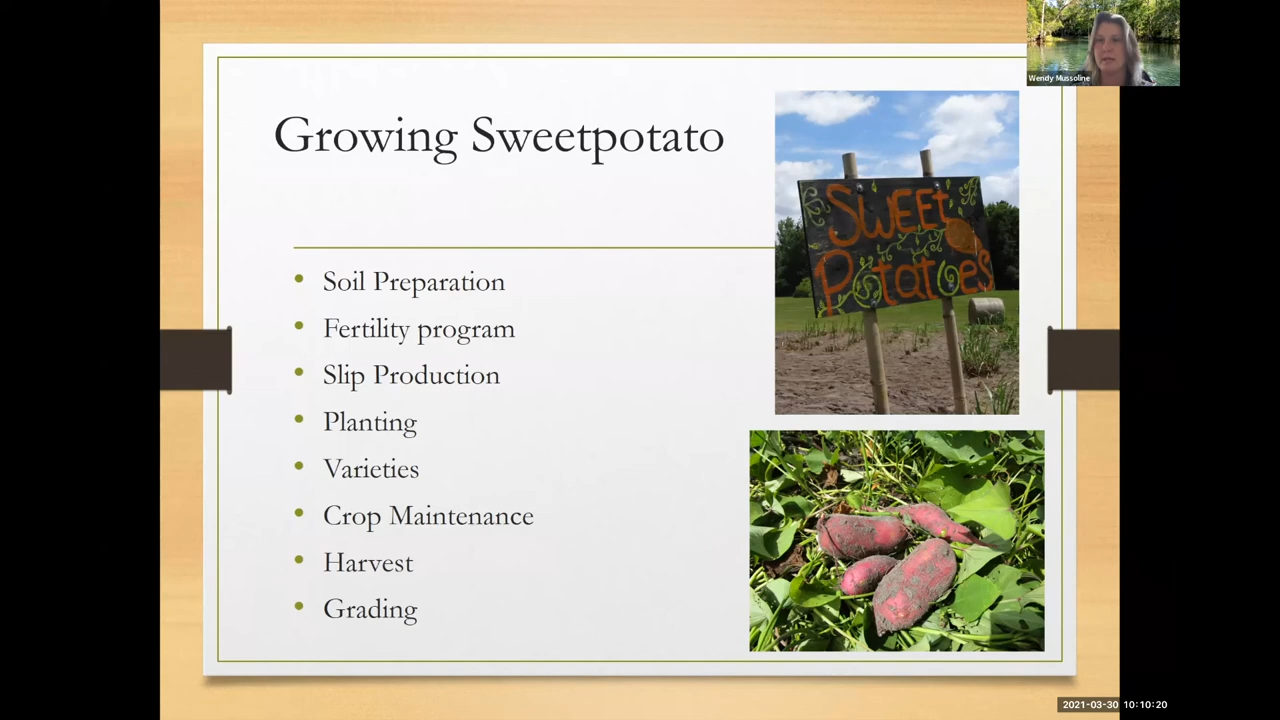 Wendy Mussoline
Growing Sweetpotato
Sweet
Potatoes
Soil Preparation
Fertility program
Slip Production
Planting
Varieties
Crop Maintenance
Harvest
Grading
2021-03-30 10:10:20